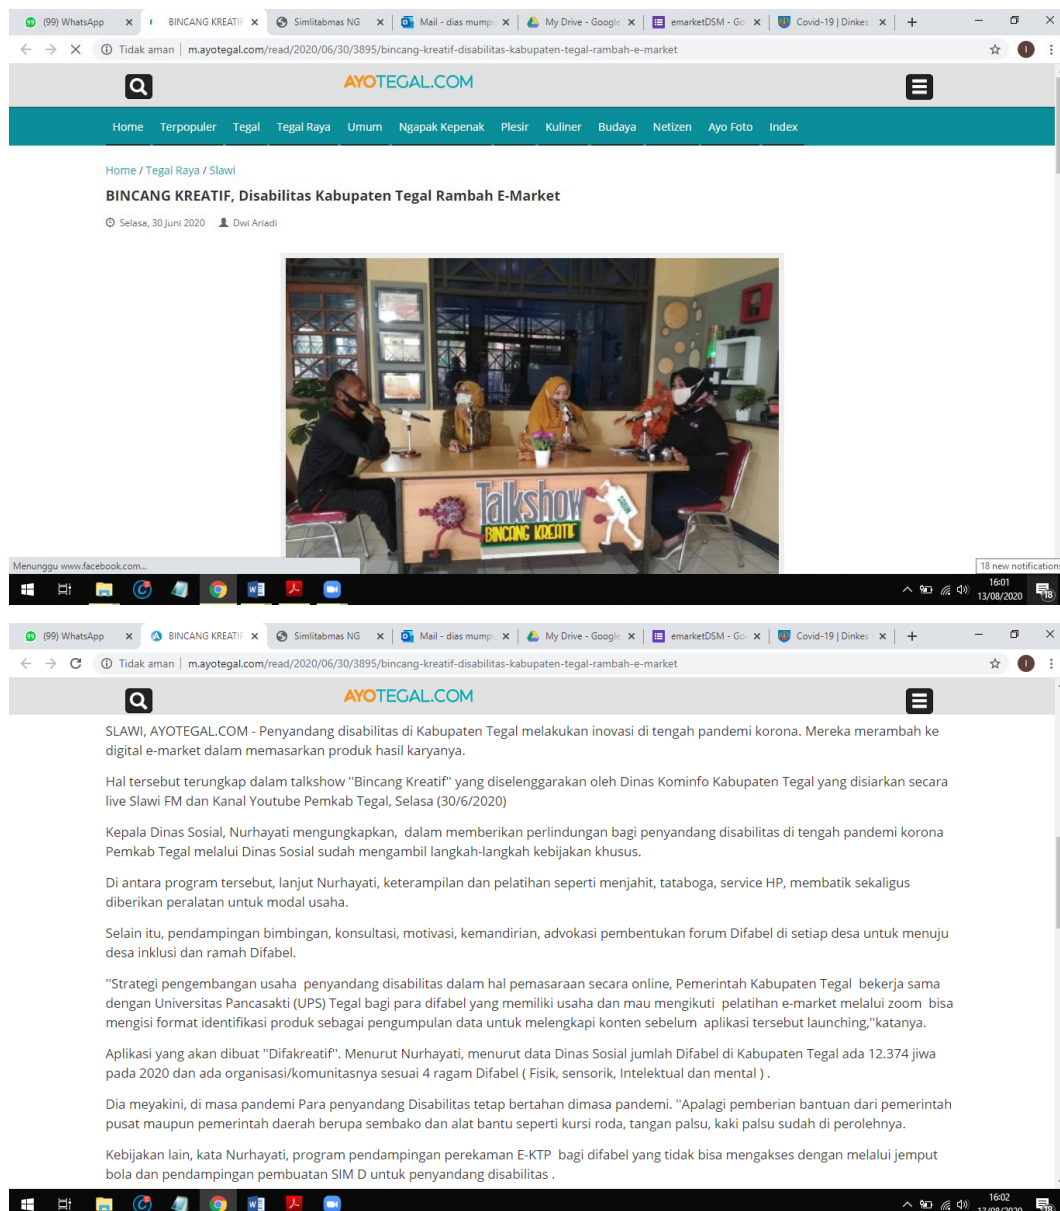 (99) WhatsApp
BINCANG KREATIF
Simlitabmas NG
Mail - dias mump
My Drive - Google
emarketDSM - Go
Covid-19 | Dinkes
Tidak aman | m.ayotegal.com/read/2020/06/30/3895/bincang-kreatif-disabilitas-kabupaten-tegal-rambah-e-market
AYOTEGAL.COM
Home Terpopuler Tegal Tegal Raya Umum Ngapak Kepenak Plesir Kuliner Budaya Netizen Ayo Foto Index
Home / Tegal Raya / Slawi
BINCANG KREATIF, Disabilitas Kabupaten Tegal Rambah E-Market
Selasa, 30 Juni 2020 Dwi Ariadi
Talkshow
BINCANG KREATIF
SABUN
Menunggu www.facebook.com...
18 new notifications
16:01
13/08/2020
18
(99) WhatsApp
BINCANG KREATIF
Simlitabmas NG
Mail - dias mump
My Drive - Google
emarketDSM - Go
Covid-19 | Dinkes
Tidak aman | m.ayotegal.com/read/2020/06/30/3895/bincang-kreatif-disabilitas-kabupaten-tegal-rambah-e-market
AYOTEGAL.COM
SLAWI, AYOTEGAL.COM - Penyandang disabilitas di Kabupaten Tegal melakukan inovasi di tengah pandemi korona. Mereka merambah ke
digital e-market dalam memasarkan produk hasil karyanya.
Hal tersebut terungkap dalam talkshow "Bincang Kreatif" yang diselenggarakan oleh Dinas Kominfo Kabupaten Tegal yang disiarkan secara
live Slawi FM dan Kanal Youtube Pemkab Tegal, Selasa (30/6/2020)
Kepala Dinas Sosial, Nurhayati mengungkapkan, dalam memberikan perlindungan bagi penyandang disabilitas di tengah pandemi korona
Pemkab Tegal melalui Dinas Sosial sudah mengambil langkah-langkah kebijakan khusus.
Di antara program tersebut, lanjut Nurhayati, keterampilan dan pelatihan seperti menjahit, tataboga, service HP, membatik sekaligus
diberikan peralatan untuk modal usaha.
Selain itu, pendampingan bimbingan, konsultasi, motivasi, kemandirian, advokasi pembentukan forum Difabel di setiap desa untuk menuju
desa inklusi dan ramah Difabel.
"Strategi pengembangan usaha penyandang disabilitas dalam hal pemasaraan secara online, Pemerintah Kabupaten Tegal bekerja sama
dengan Universitas Pancasakti (UPS) Tegal bagi para difabel yang memiliki usaha dan mau mengikuti pelatihan e-market melalui zoom bisa
mengisi format identifikasi produk sebagai pengumpulan data untuk melengkapi konten sebelum aplikasi tersebut launching,"katanya.
Aplikasi yang akan dibuat "Difakreatif". Menurut Nurhayati, menurut data Dinas Sosial jumlah Difabel di Kabupaten Tegal ada 12.374 jiwa
pada 2020 dan ada organisasi/komunitasnya sesuai 4 ragam Difabel ( Fisik, sensorik, Intelektual dan mental ) .
Dia meyakini, di masa pandemi Para penyandang Disabilitas tetap bertahan dimasa pandemi. "Apalagi pemberian bantuan dari pemerintah
pusat maupun pemerintah daerah berupa sembako dan alat bantu seperti kursi roda, tangan palsu, kaki palsu sudah di perolehnya.
Kebijakan lain, kata Nurhayati, program pendampingan perekaman E-KTP bagi difabel yang tidak bisa mengakses dengan melalui jemput
bola dan pendampingan pembuatan SIM D untuk penyandang disabilitas .
16:02
13/08/2020
18